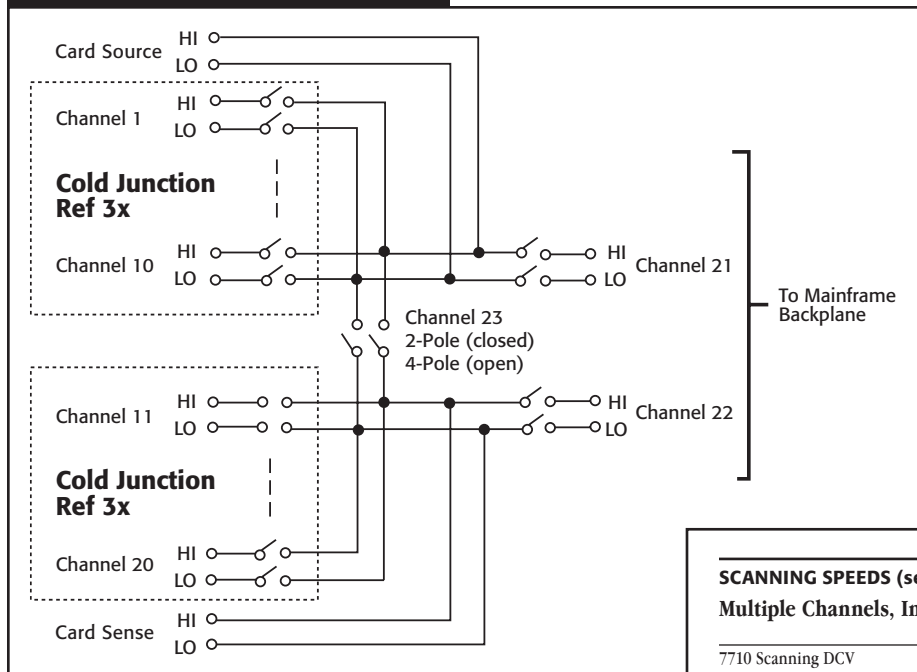 Card Source HI
LO
Channel 1 HI
LO
Cold Junction
Ref 3x
Channel 10 HI
LO
HI
LO
Channel 21
To Mainframe
Backplane
Channel 23
2-Pole (closed)
4-Pole (open)
Channel 11 HI
LO
HI
LO
Channel 22
Cold Junction
Ref 3x
Channel 20 HI
LO
Card Sense HI
LO
SCANNING SPEEDS (se
Multiple Channels, In
7710 Scanning DCV